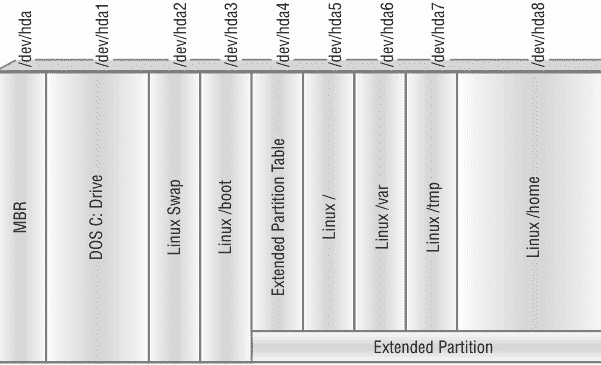 /dev/hda
/dev/hda1
/dev/hda2
/dev/hda3
/dev/hda4
/dev/hda5
/dev/hda6
/dev/hda7
/dev/hda8
MBR
DOS C: Drive
Linux Swap
Linux /boot
Extended Partition Table
Linux /
Linux /var
Linux /tmp
Linux /home
Extended Partition